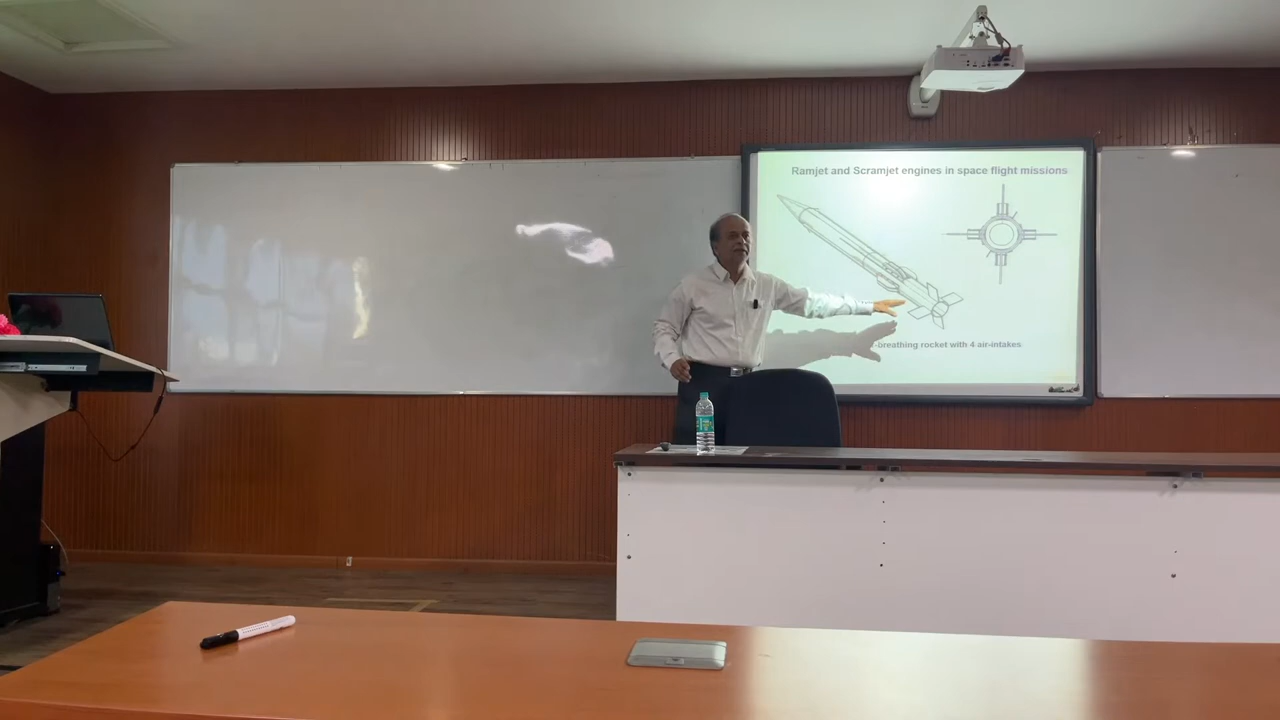 Ramjet and Scramjet engines in space flight missions
-breathing rocket with 4 air-intakes